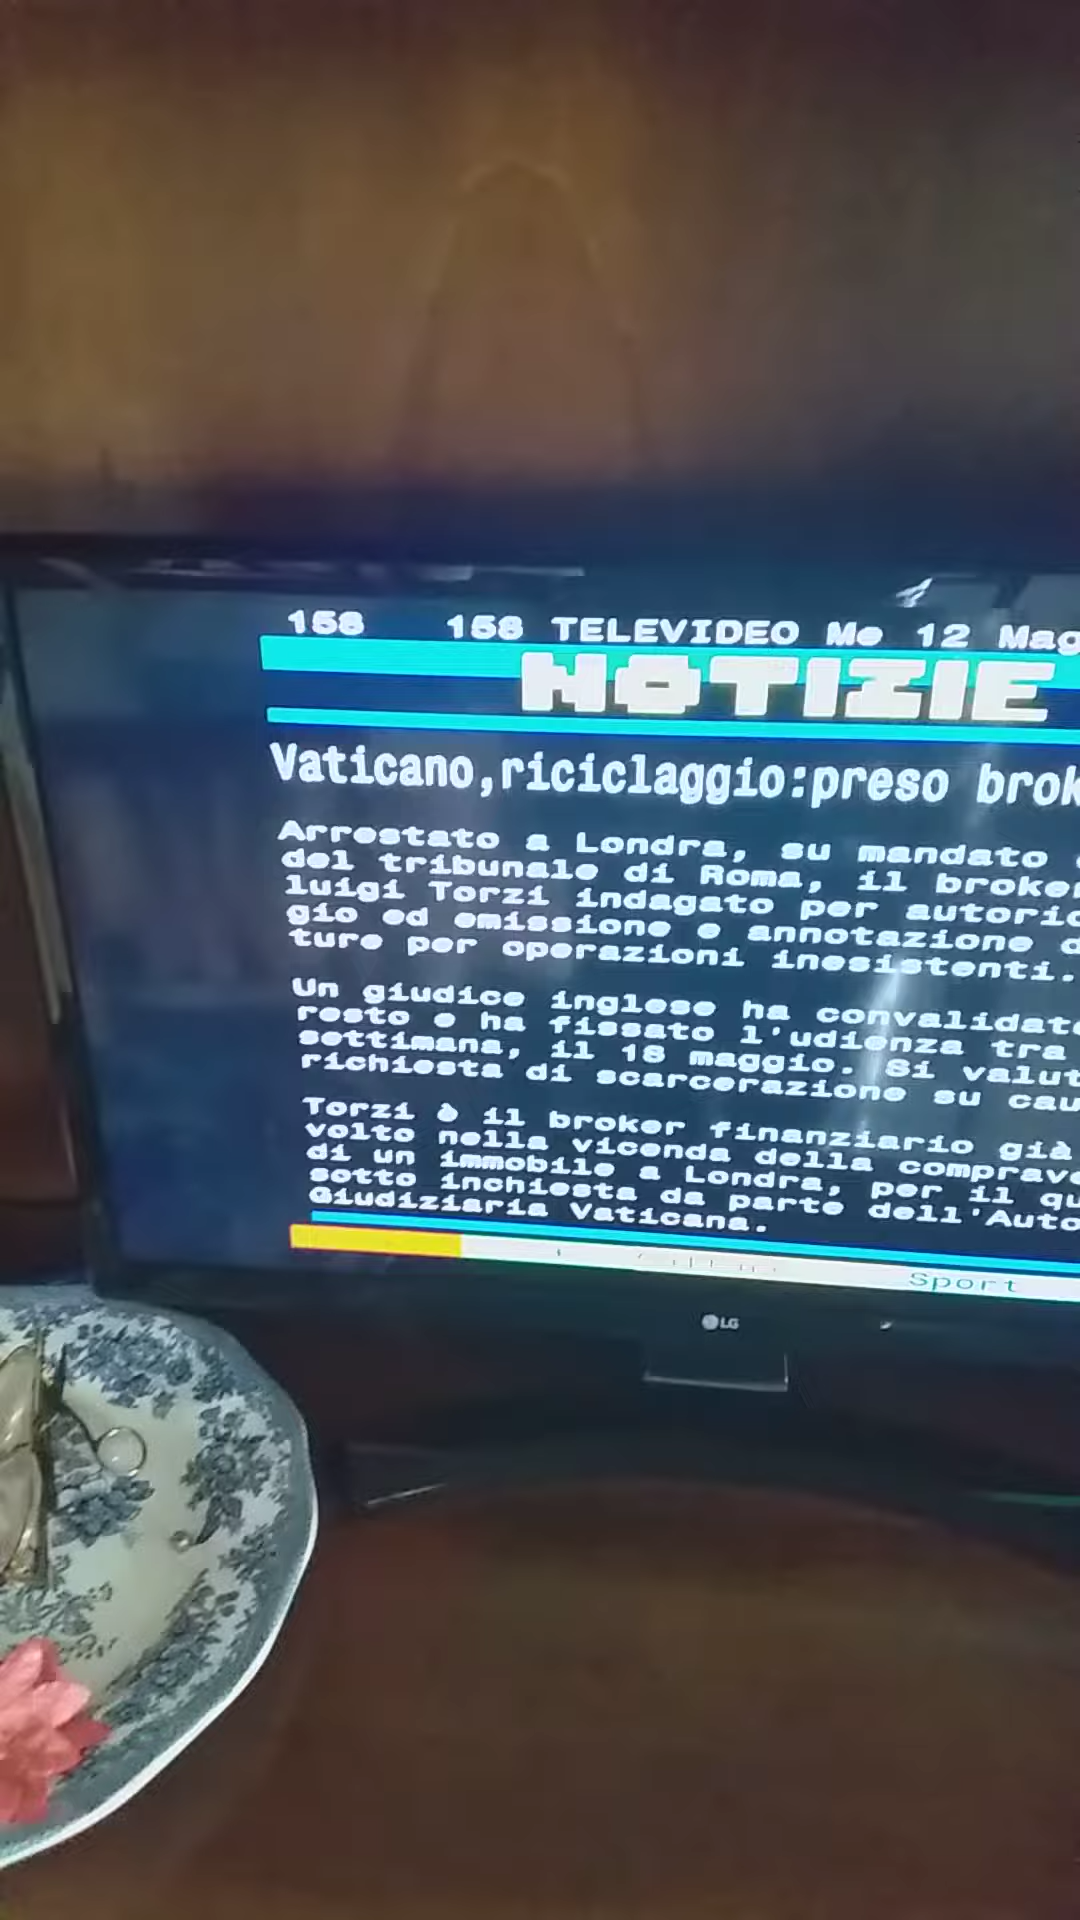 158 158 TELEVIDEO Me 12 Mag
NOTIZIE
Vaticano,riciclaggio:preso brok
Arrestato a Londra, su mandato
del tribunale di Roma, il broker
luigi Torzi indagato per autoric
gio ed emissione e annotazione d
ture per operazioni inesistenti.
Un giudice inglese ha convalidato
resto e ha fissato l'udienza tra
settimana, il 18 maggio. Si valut
richiesta di scarcerazione su cau
Torzi è il broker finanziario già
volto nella vicenda della comprave
di un immobile a Londra, per il qu
sotto inchiesta da parte dell'Auto
Giudiziaria Vaticana.
Sport
LG